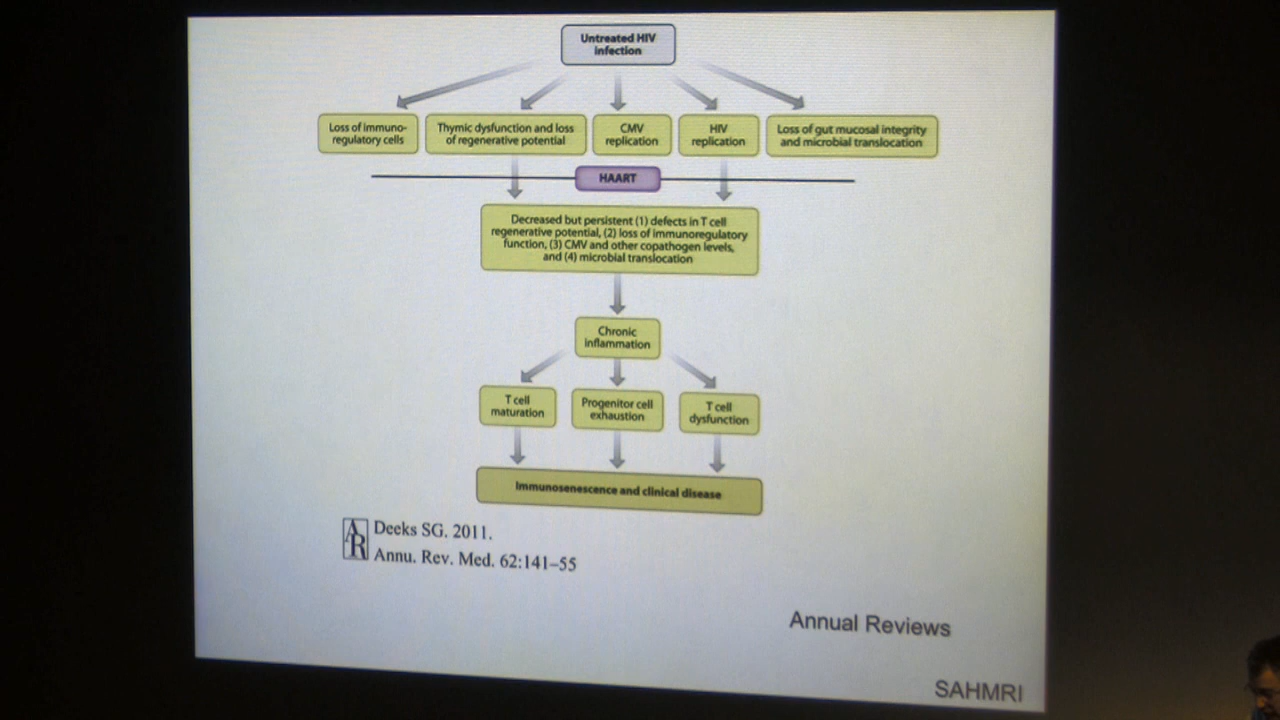 Untreated HIV
infection
Loss of immuno-
regulatory cells
Thymic dysfunction and loss
of regenerative potential
CMV
replication
HIV
replication
Loss of gut mucosal integrity
and microbial translocation
HAART
Decreased but persistent (1) defects in T cell
regenerative potential, (2) loss of immunoregulatory
function, (3) CMV and other copathogen levels,
and (4) microbial translocation
Chronic
inflammation
T cell
maturation
Progenitor cell
exhaustion
T cell
dysfunction
Immunosenescence and clinical disease
AR
Deeks SG. 2011.
Annu. Rev. Med. 62:141–55
Annual Reviews
SAHMRI